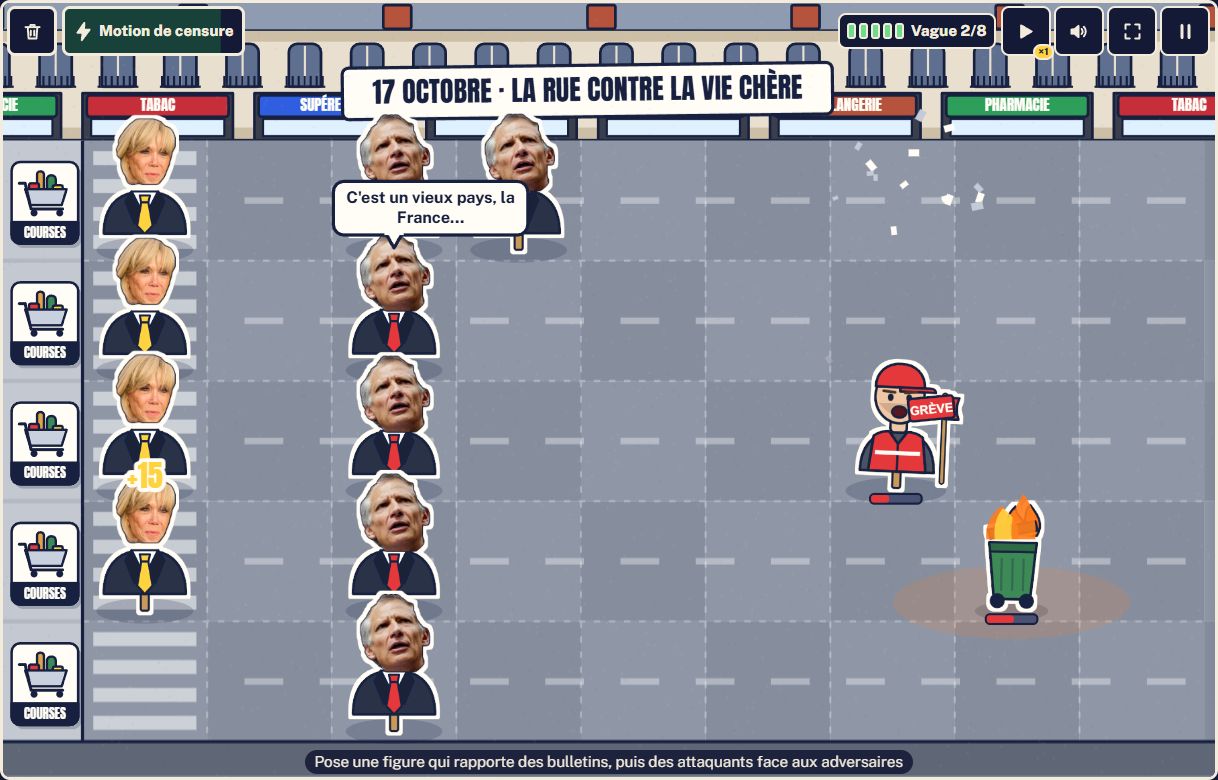 Motion de censure
Vague 2/8
×1
17 OCTOBRE · LA RUE CONTRE LA VIE CHÈRE
CIE
TABAC
SUPÉRE
LANGERIE
PHARMACIE
TABAC
C'est un vieux pays, la
France...
COURSES
COURSES
COURSES
GRÈVE
+15
COURSES
COURSES
Pose une figure qui rapporte des bulletins, puis des attaquants face aux adversaires